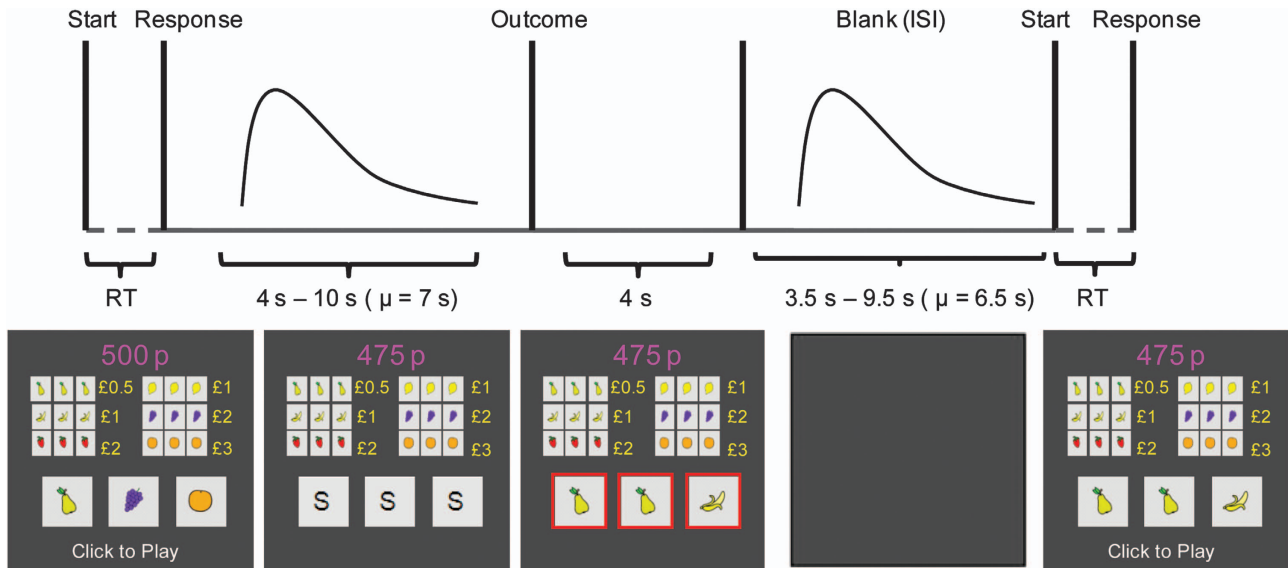 Start Response Outcome Blank (ISI) Start Response
RT 4 s – 10 s ( μ = 7 s) 4 s 3.5 s – 9.5 s ( μ = 6.5 s) RT
500 p
£0.5 £1
£1 £2
£2 £3
Click to Play
475 p
£0.5 £1
£1 £2
£2 £3
S S S
475 p
£0.5 £1
£1 £2
£2 £3
475 p
£0.5 £1
£1 £2
£2 £3
Click to Play